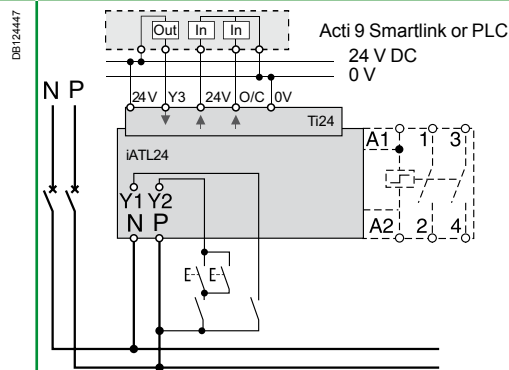 DB124447
Out In In
Acti 9 Smartlink or PLC
24 V DC
0 V
N P
24V Y3 24V O/C 0V
Ti24
iATL24
A1 1 3
Y1 Y2
N P
A2 2 4
E E